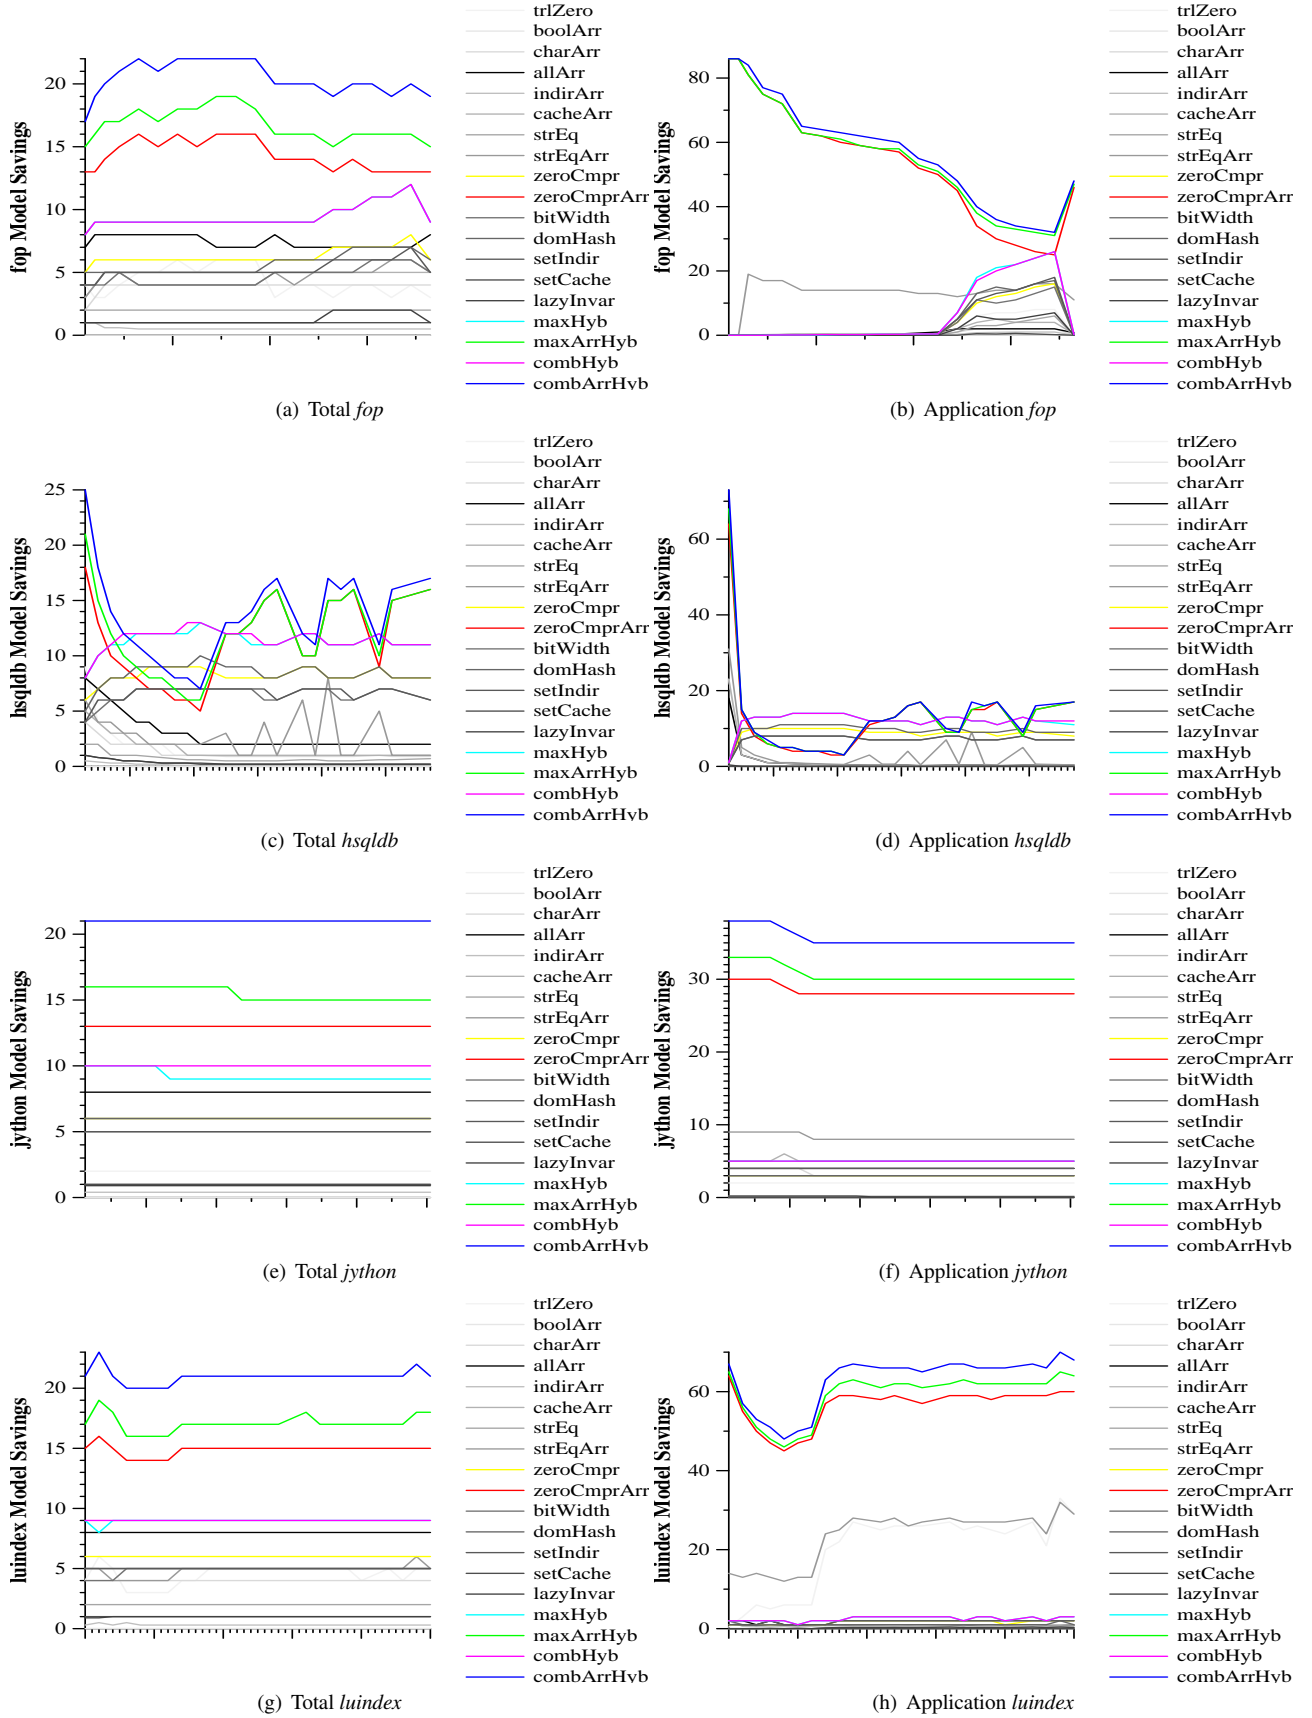 trlZero
boolArr
charArr
allArr
indirArr
cacheArr
strEq
strEqArr
zeroCmpr
zeroCmprArr
bitWidth
domHash
setIndir
setCache
lazyInvar
maxHyb
maxArrHyb
combHyb
combArrHyb
fop Model Savings
20
15
10
5
0
(a) Total fop
trlZero
boolArr
charArr
allArr
indirArr
cacheArr
strEq
strEqArr
zeroCmpr
zeroCmprArr
bitWidth
domHash
setIndir
setCache
lazyInvar
maxHyb
maxArrHyb
combHyb
combArrHyb
fop Model Savings
80
60
40
20
0
(b) Application fop
trlZero
boolArr
charArr
allArr
indirArr
cacheArr
strEq
strEqArr
zeroCmpr
zeroCmprArr
bitWidth
domHash
setIndir
setCache
lazyInvar
maxHyb
maxArrHyb
combHyb
combArrHyb
hsqldb Model Savings
25
20
15
10
5
0
(c) Total hsqldb
trlZero
boolArr
charArr
allArr
indirArr
cacheArr
strEq
strEqArr
zeroCmpr
zeroCmprArr
bitWidth
domHash
setIndir
setCache
lazyInvar
maxHyb
maxArrHyb
combHyb
combArrHyb
hsqldb Model Savings
60
40
20
0
(d) Application hsqldb
trlZero
boolArr
charArr
allArr
indirArr
cacheArr
strEq
strEqArr
zeroCmpr
zeroCmprArr
bitWidth
domHash
setIndir
setCache
lazyInvar
maxHyb
maxArrHyb
combHyb
combArrHyb
jython Model Savings
20
15
10
5
0
(e) Total jython
trlZero
boolArr
charArr
allArr
indirArr
cacheArr
strEq
strEqArr
zeroCmpr
zeroCmprArr
bitWidth
domHash
setIndir
setCache
lazyInvar
maxHyb
maxArrHyb
combHyb
combArrHyb
jython Model Savings
30
20
10
0
(f) Application jython
trlZero
boolArr
charArr
allArr
indirArr
cacheArr
strEq
strEqArr
zeroCmpr
zeroCmprArr
bitWidth
domHash
setIndir
setCache
lazyInvar
maxHyb
maxArrHyb
combHyb
combArrHyb
luindex Model Savings
20
15
10
5
0
(g) Total luindex
trlZero
boolArr
charArr
allArr
indirArr
cacheArr
strEq
strEqArr
zeroCmpr
zeroCmprArr
bitWidth
domHash
setIndir
setCache
lazyInvar
maxHyb
maxArrHyb
combHyb
combArrHyb
luindex Model Savings
60
40
20
0
(h) Application luindex